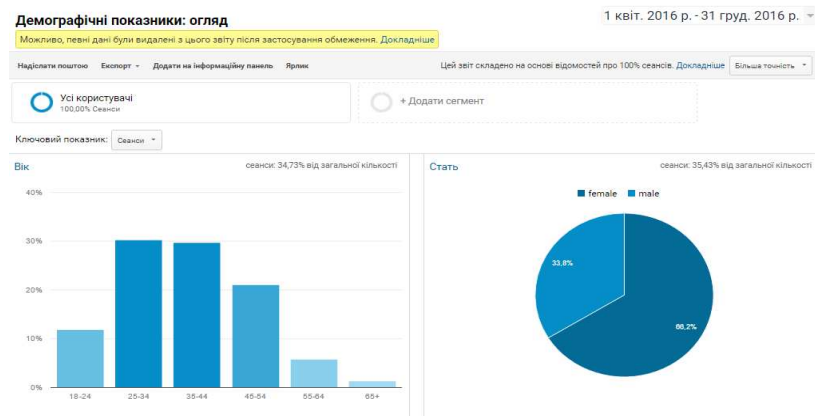 Демографічні показники: огляд
1 квіт. 2016 р. - 31 груд. 2016 р.
Можливо, певні дані були видалені з цього звіту після застосування обмеження. Докладніше
Надіслати поштою Експорт Додати на інформаційну панель Ярлик
Цей звіт складено на основі відомостей про 100% сеансів. Докладніше Більша точність
Усі користувачі
100,00% Сеанси
+ Додати сегмент
Ключовий показник: Сеанси
Вік
сеанси: 34,73% від загальної кількості
40%
30%
20%
10%
0%
18-24 25-34 35-44 45-54 55-64 65+
Стать
сеанси: 35,43% від загальної кількості
female male
33,8%
66,2%